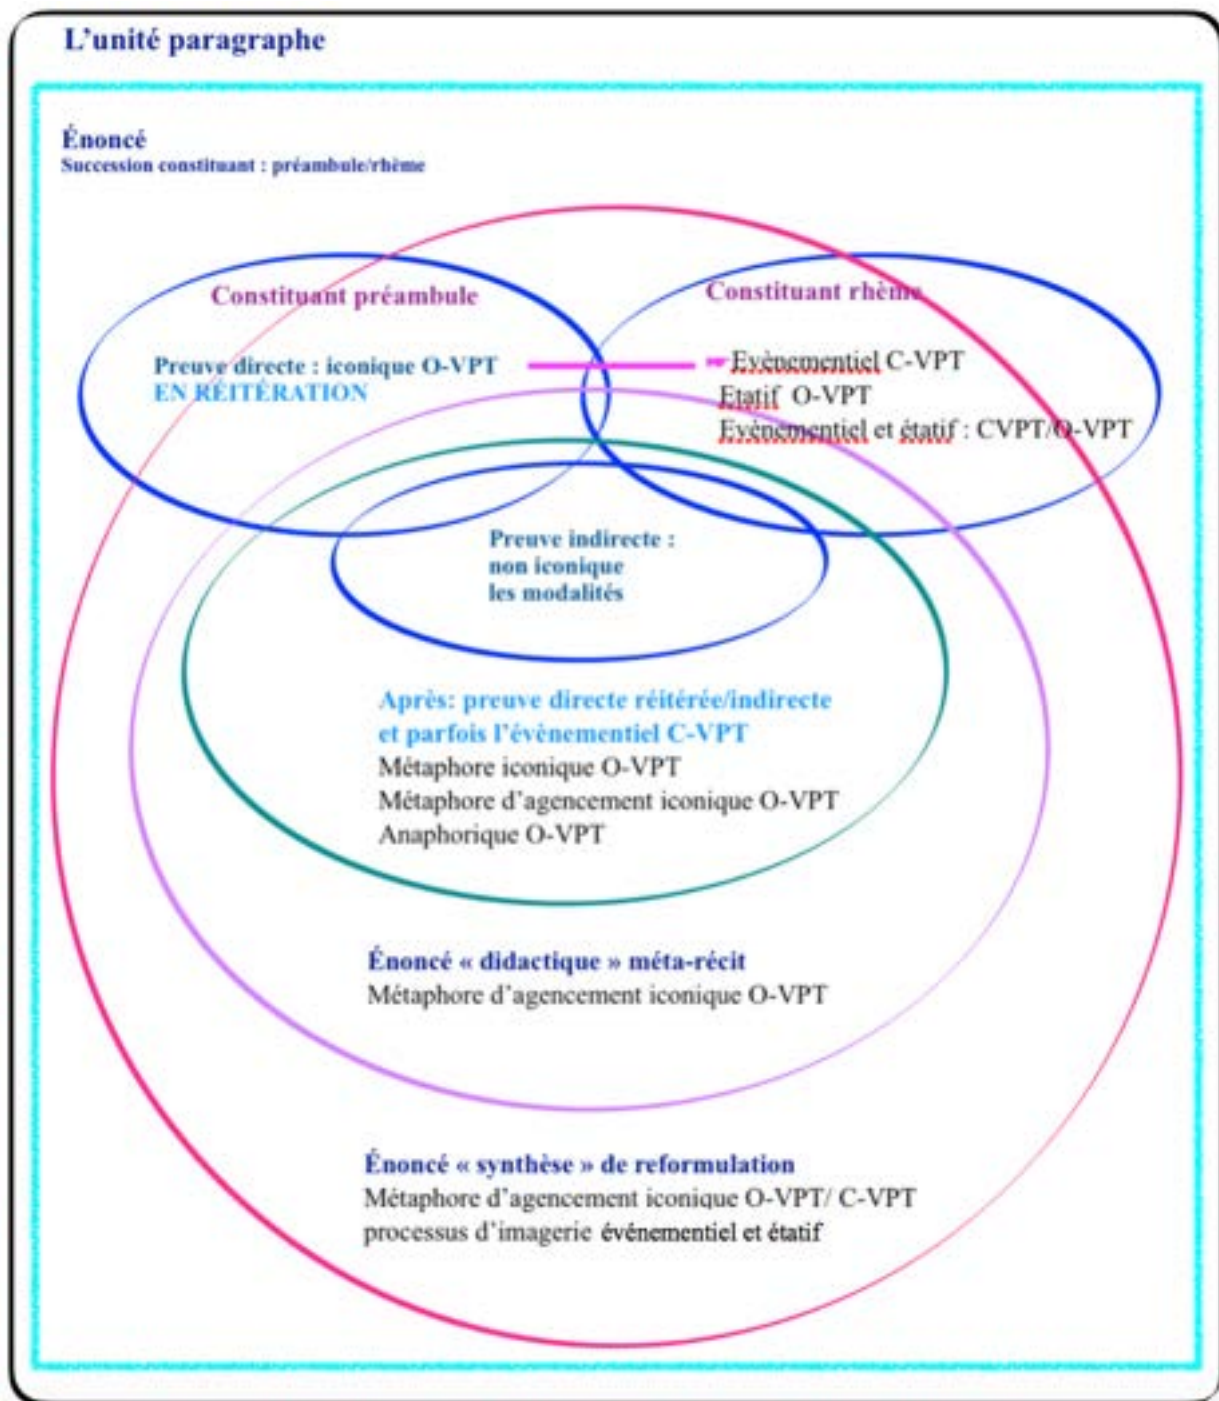 L'unité paragraphe
Énoncé
Succession constituant : préambule/rhème
Constituant préambule
Constituant rhème
Preuve directe : iconique O-VPT
EN RÉITÉRATION
Evènementiel C-VPT
Etatif O-VPT
Evènementiel et étatif : CVPT/O-VPT
Preuve indirecte :
non iconique
les modalités
Après: preuve directe réitérée/indirecte
et parfois l'évènementiel C-VPT
Métaphore iconique O-VPT
Métaphore d'agencement iconique O-VPT
Anaphorique O-VPT
Énoncé « didactique » méta-récit
Métaphore d'agencement iconique O-VPT
Énoncé « synthèse » de reformulation
Métaphore d'agencement iconique O-VPT/ C-VPT
processus d'imagerie événementiel et étatif